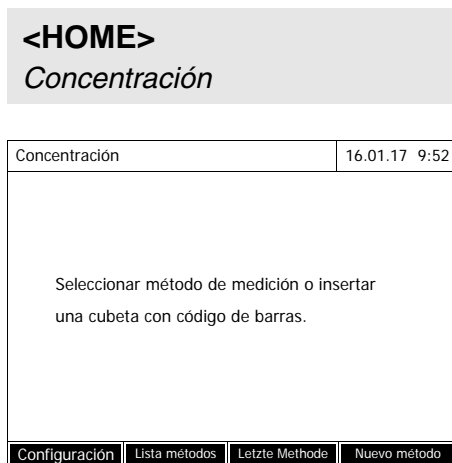 <HOME>
Concentración
Concentración 16.01.17 9:52
Seleccionar método de medición o insertar
una cubeta con código de barras.
Configuración Lista métodos Letzte Methode Nuevo método